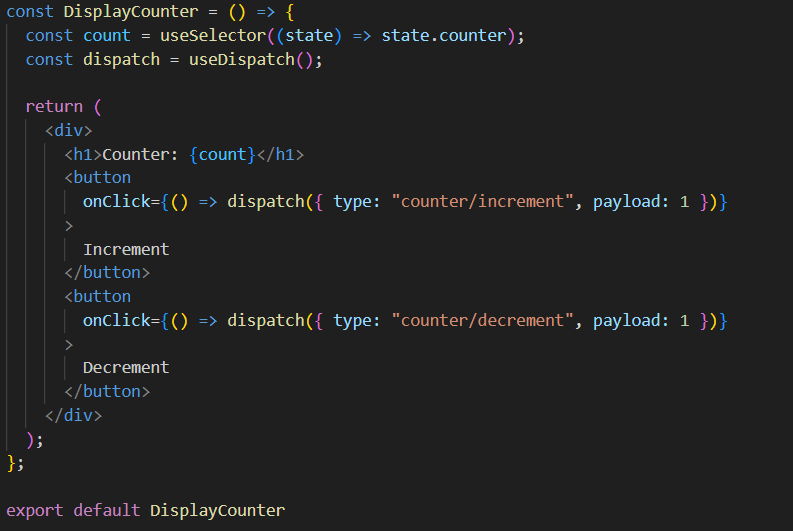 const DisplayCounter = () => {
  const count = useSelector((state) => state.counter);
  const dispatch = useDispatch();

  return (
    <div>
      <h1>Counter: {count}</h1>
      <button
        onClick={() => dispatch({ type: "counter/increment", payload: 1 })}
      >
        Increment
      </button>
      <button
        onClick={() => dispatch({ type: "counter/decrement", payload: 1 })}
      >
        Decrement
      </button>
    </div>
  );
};

export default DisplayCounter